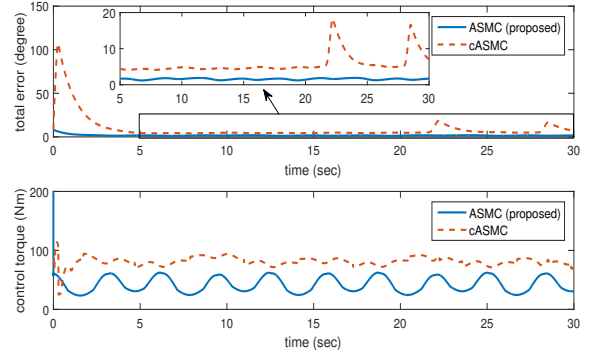 total error (degree)
150
100
50
0
20
10
0
5 10 15 20 25 30
ASMC (proposed)
cASMC
0 5 10 15 20 25 30
time (sec)
control torque (Nm)
200
100
0
ASMC (proposed)
cASMC
0 5 10 15 20 25 30
time (sec)